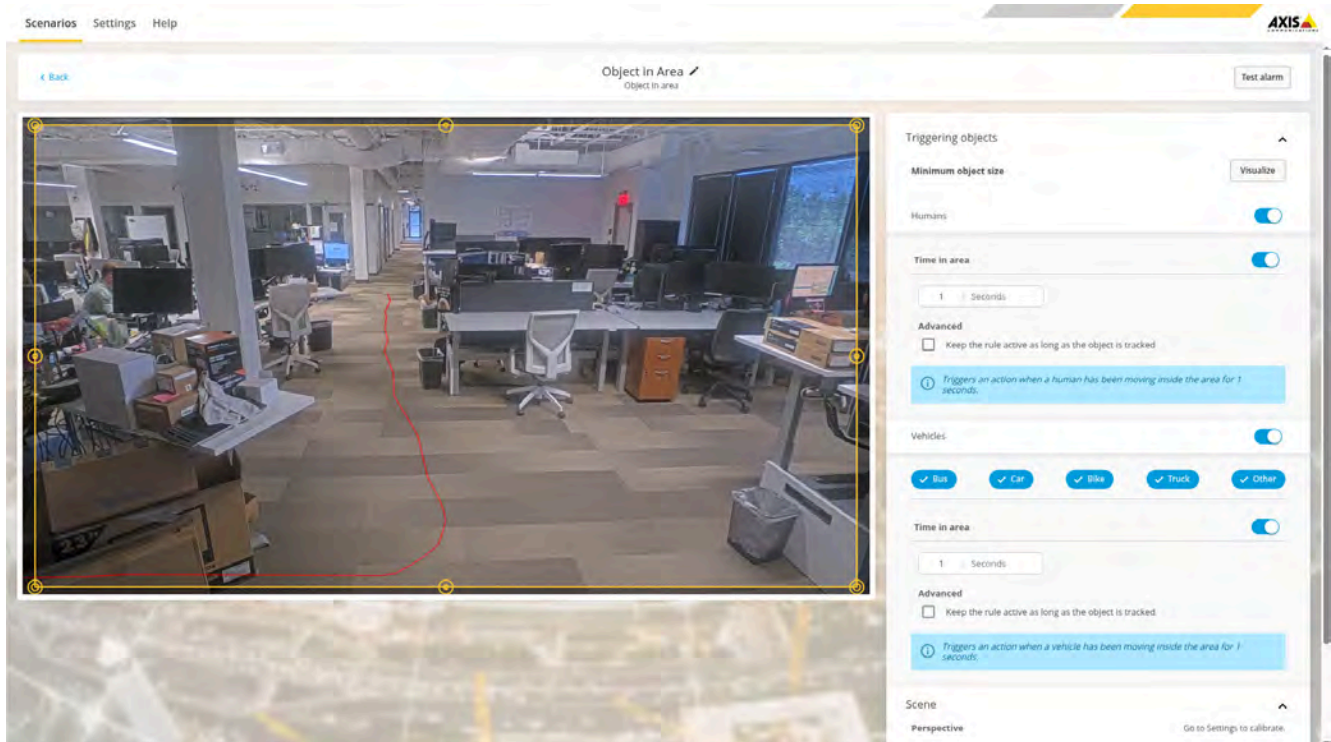 Scenarios Settings Help
AXIS
COMMUNICATIONS
Back
Object in Area
Object in area
Test alarm
Triggering objects
Minimum object size
Visualize
Humans
Time in area
1 Seconds
Advanced
Keep the rule active as long as the object is tracked
Triggers an action when a human has been moving inside the area for 1
seconds.
Vehicles
Bus Car Bike Truck Other
Time in area
1 Seconds
Advanced
Keep the rule active as long as the object is tracked
Triggers an action when a vehicle has been moving inside the area for 1
seconds.
Scene
Perspective
Go to Settings to calibrate.